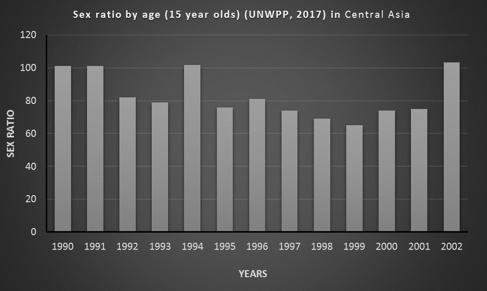 Sex ratio by age (15 year olds) (UNWPP, 2017) in Central Asia
120
100
80
60
40
20
0
SEX RATIO
1990 1991 1992 1993 1994 1995 1996 1997 1998 1999 2000 2001 2002
YEARS